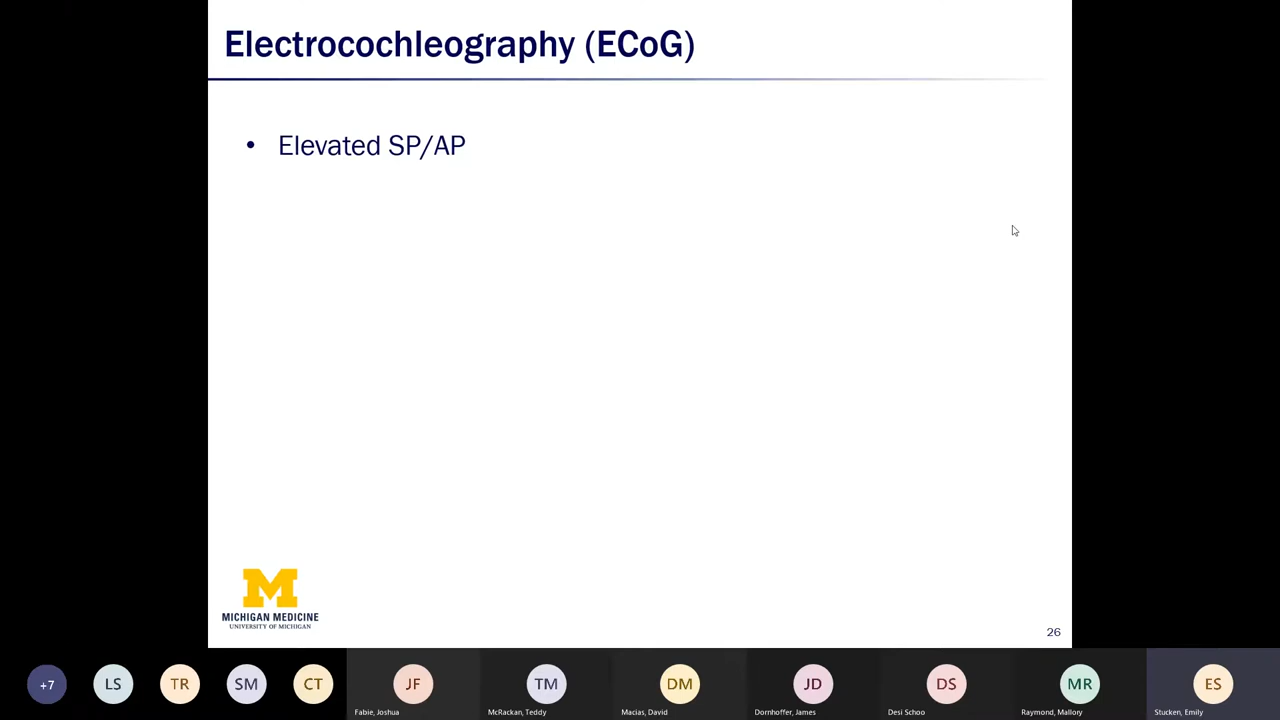 Electrocochleography (ECoG)
• Elevated SP/AP
M
MICHIGAN MEDICINE
UNIVERSITY OF MICHIGAN
26
+7
LS
TR
SM
CT
JF
TM
DM
JD
DS
MR
ES
Fabie, Joshua
McRackan, Teddy
Macias, David
Dornhoffer, James
Desi Schoo
Raymond, Mallory
Stucken, Emily